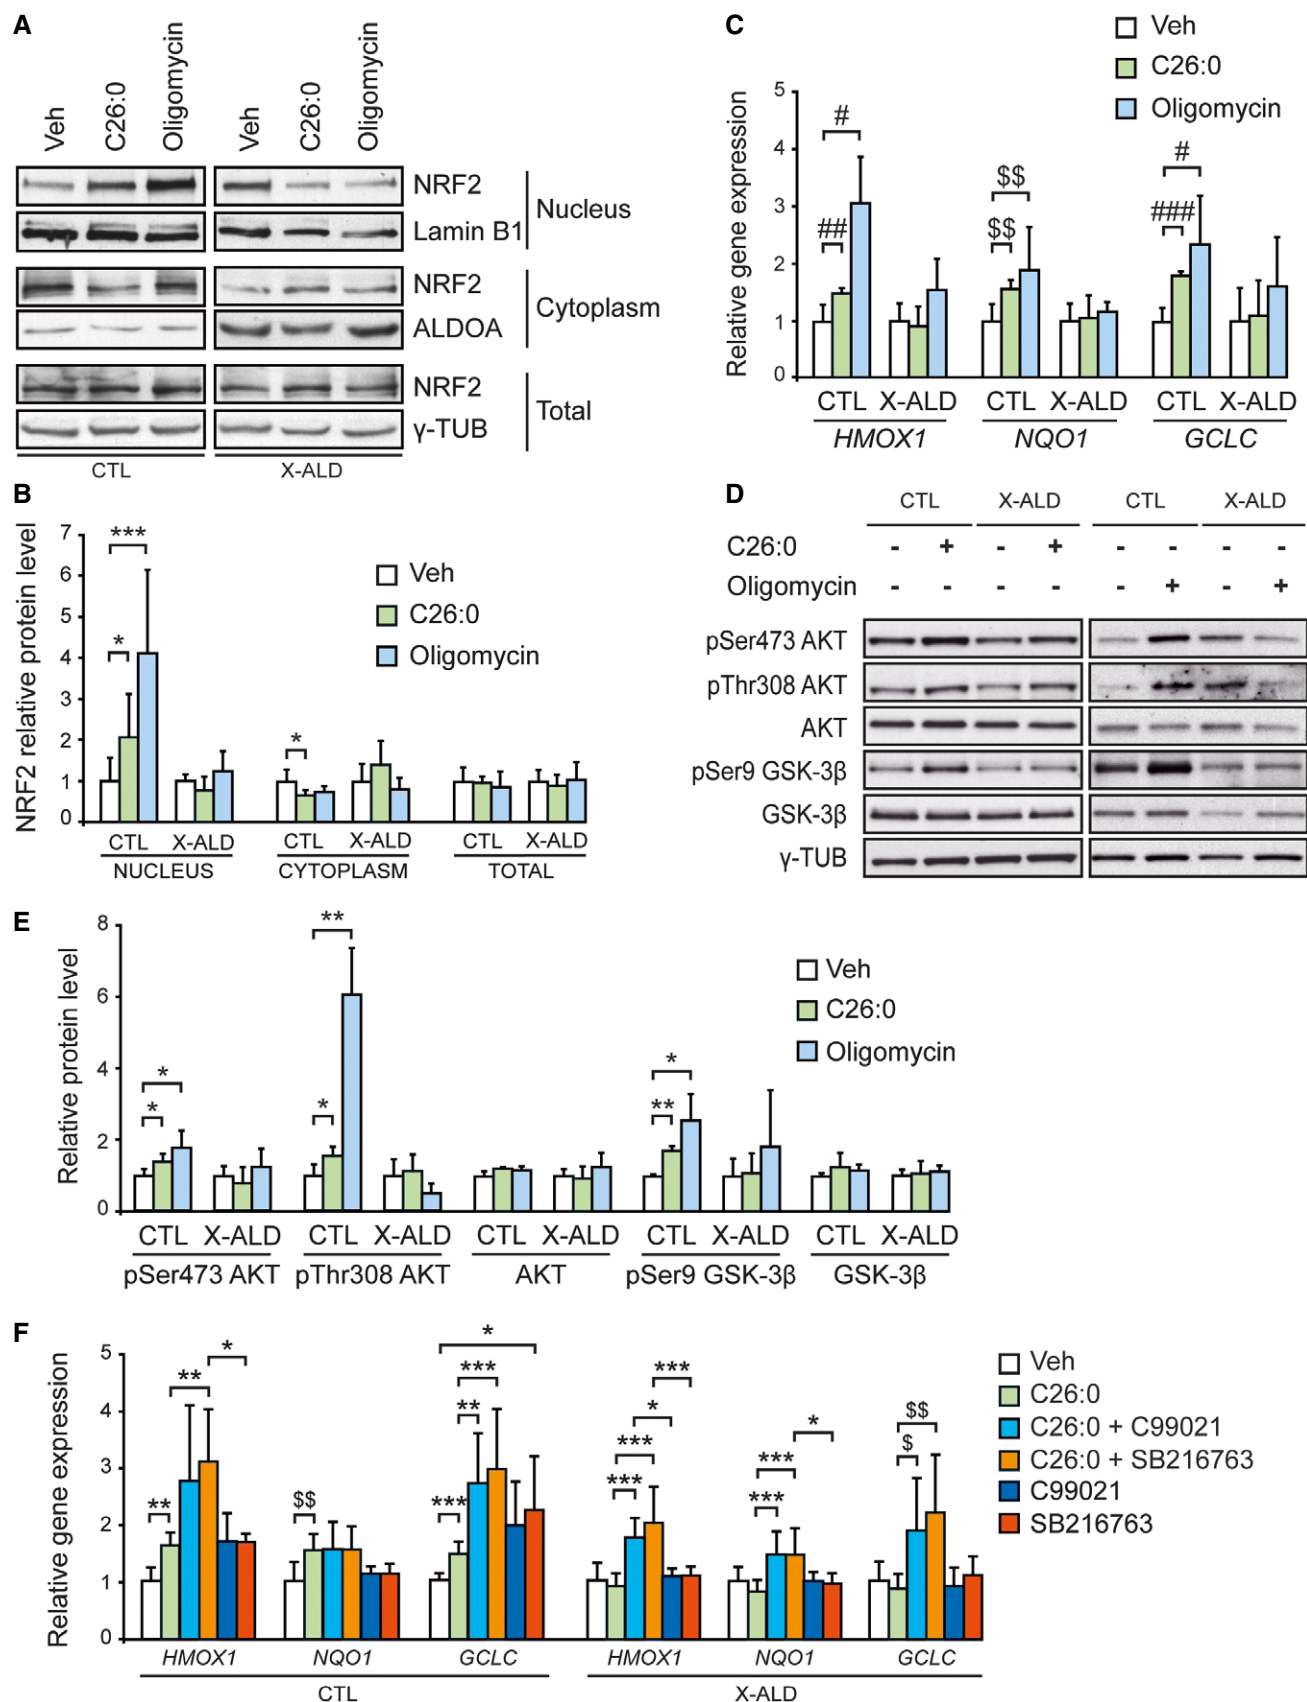 A
Veh
C26:0
Oligomycin
Veh
C26:0
Oligomycin
NRF2
Lamin B1
Nucleus
NRF2
ALDOA
Cytoplasm
NRF2
γ-TUB
Total
CTL
X-ALD
B
NRF2 relative protein level
7
6
5
4
3
2
1
0
***
*
*
Veh
C26:0
Oligomycin
CTL X-ALD CTL X-ALD CTL X-ALD
NUCLEUS CYTOPLASM TOTAL
C
Veh
C26:0
Oligomycin
Relative gene expression
5
4
3
2
1
0
#
##
$$
$$
#
###
CTL X-ALD CTL X-ALD CTL X-ALD
HMOX1 NQO1 GCLC
D
CTL X-ALD CTL X-ALD
C26:0 - + - + - - - -
Oligomycin - - - - - + - +
pSer473 AKT
pThr308 AKT
AKT
pSer9 GSK-3β
GSK-3β
γ-TUB
E
Relative protein level
8
6
4
2
0
*
*
**
*
*
**
Veh
C26:0
Oligomycin
CTL X-ALD CTL X-ALD CTL X-ALD CTL X-ALD CTL X-ALD
pSer473 AKT pThr308 AKT AKT pSer9 GSK-3β GSK-3β
F
Relative gene expression
5
4
3
2
1
0
*
**
**
$$
*
***
**
***
***
*
***
***
*
***
***
$$
$
Veh
C26:0
C26:0 + C99021
C26:0 + SB216763
C99021
SB216763
HMOX1 NQO1 GCLC HMOX1 NQO1 GCLC
CTL X-ALD